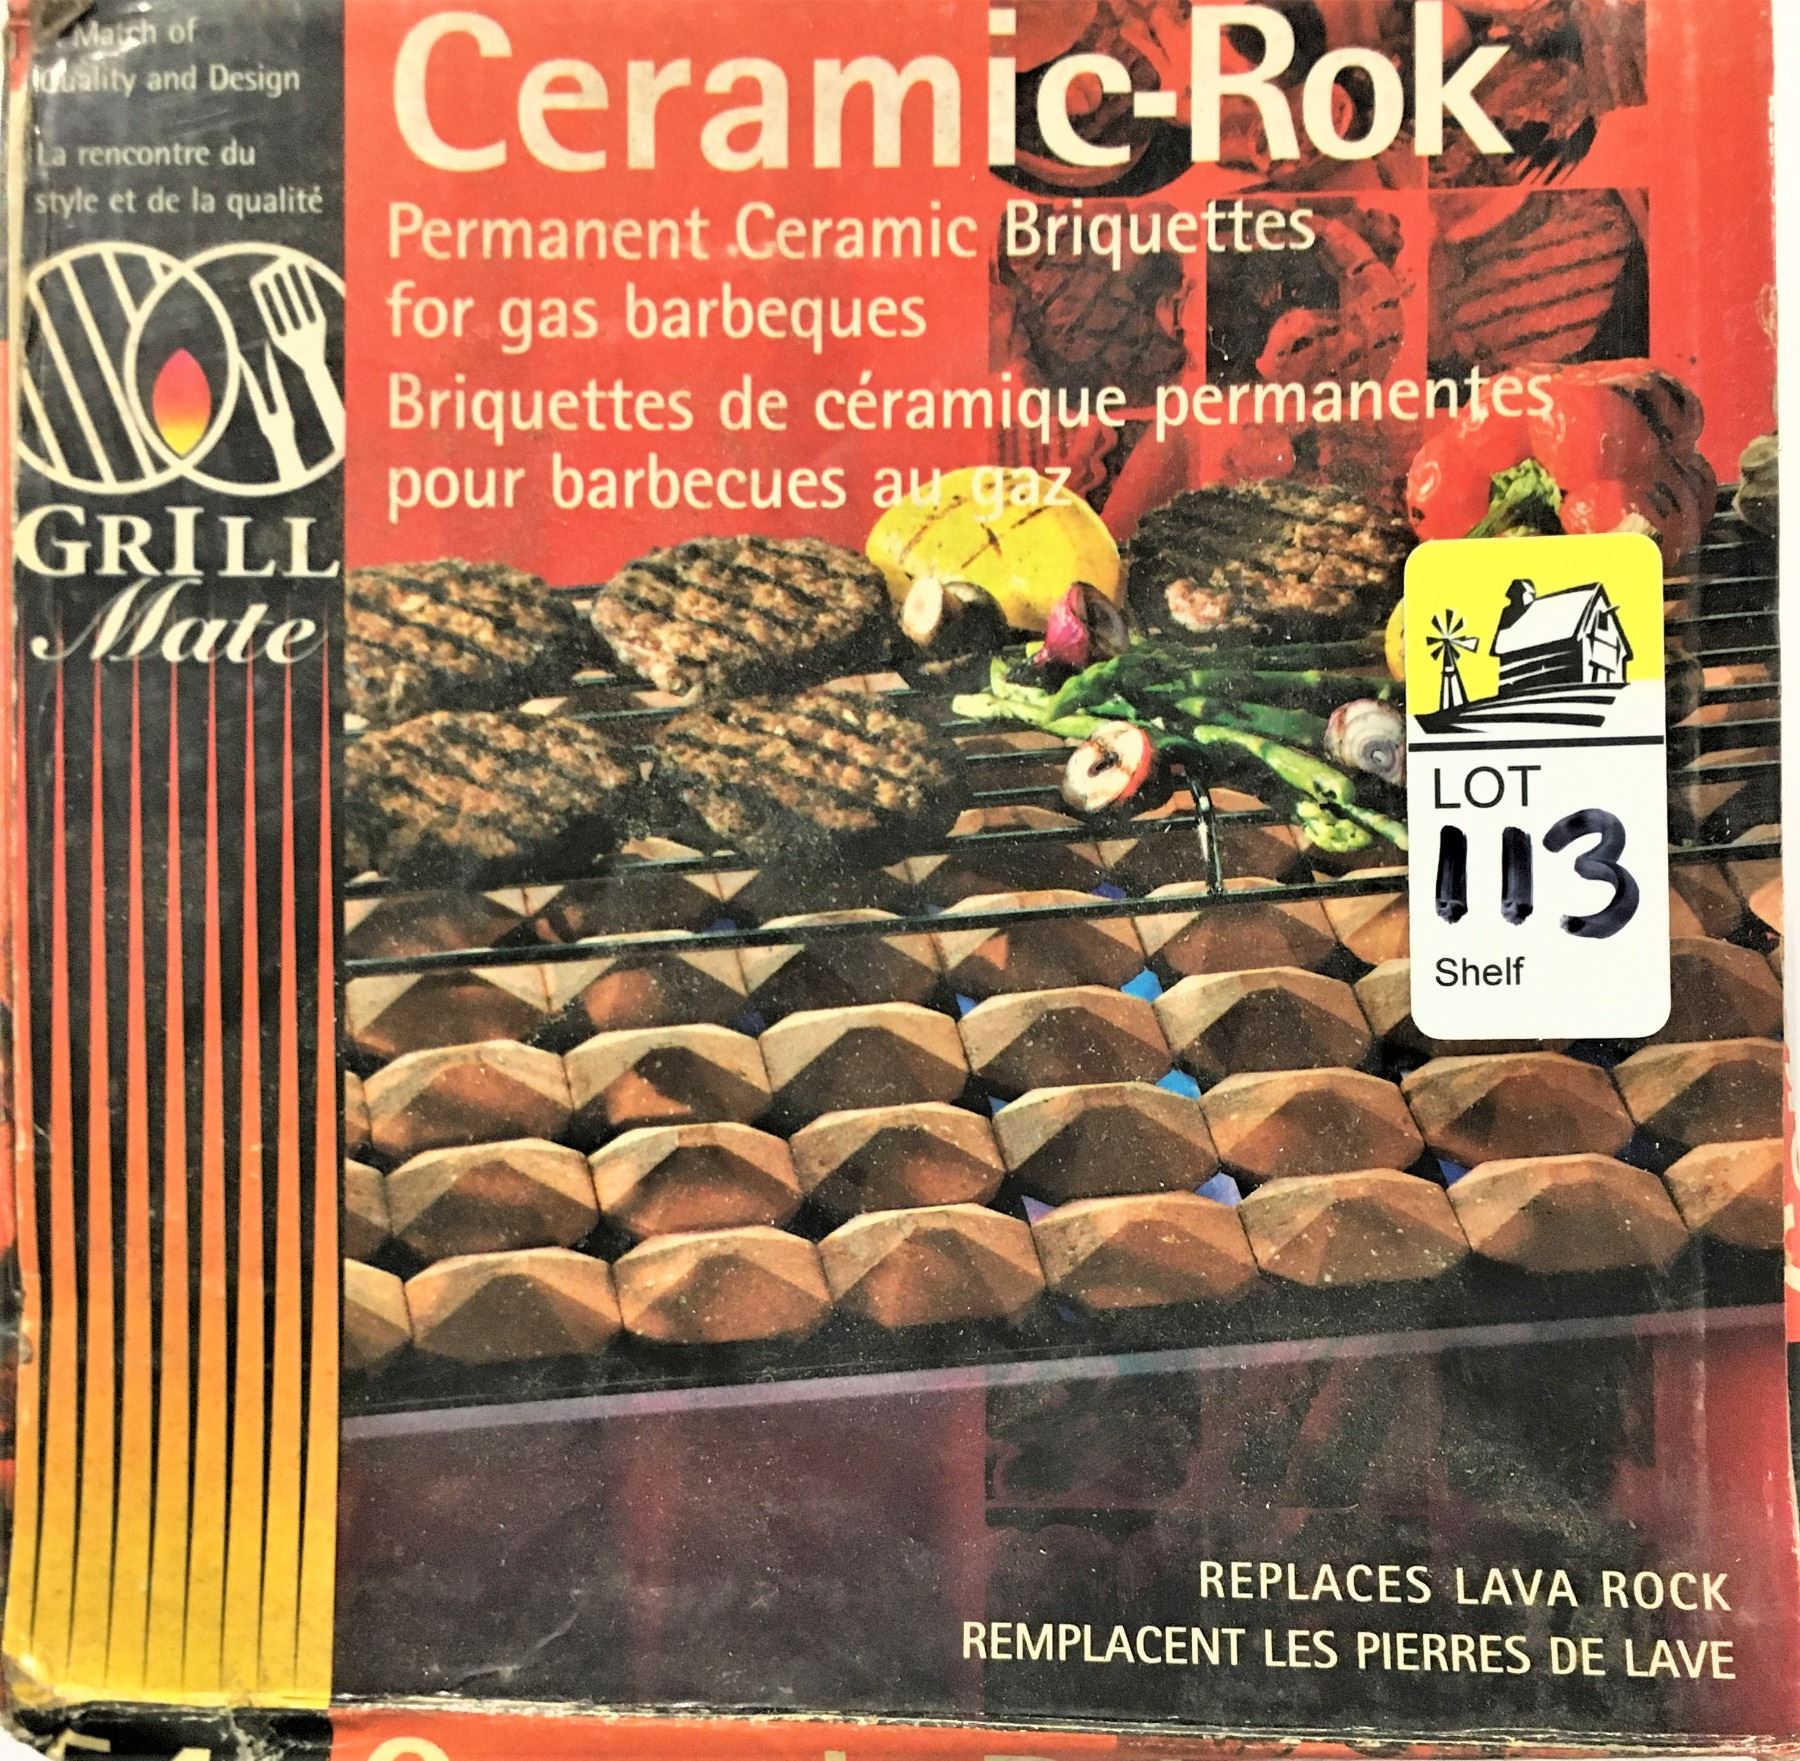 Match of
Quality and Design
La rencontre du
style et de la qualité
GRILL
Mate
Ceramic-Rok
Permanent Ceramic Briquettes
for gas barbeques
Briquettes de céramique permanentes
pour barbecues au gaz
LOT
113
Shelf
REPLACES LAVA ROCK
REMPLACENT LES PIERRES DE LAVE